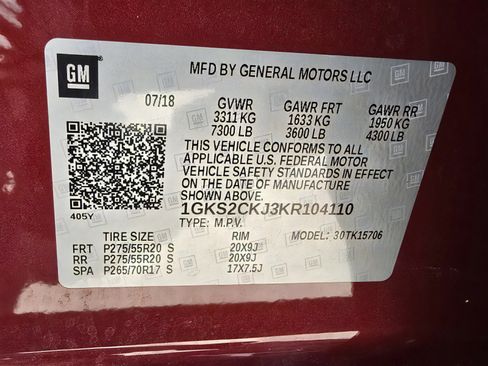 GM
MFD BY GENERAL MOTORS LLC
07/18 GVWR GAWR FRT GAWR RR
3311 KG 1633 KG 1950 KG
7300 LB 3600 LB 4300 LB
THIS VEHICLE CONFORMS TO ALL
APPLICABLE U.S. FEDERAL MOTOR
VEHICLE SAFETY STANDARDS IN EFFECT
ON THE DATE OF MANUFACTURE
SHOWN ABOVE.
405Y
1GKS2CKJ3KR104110
TYPE: M.P.V. 30TK15706
TIRE SIZE RIM
FRT P275/55R20 S 20X9J
RR P275/55R20 S 20X9J
SPA P265/70R17 S 17X7.5J